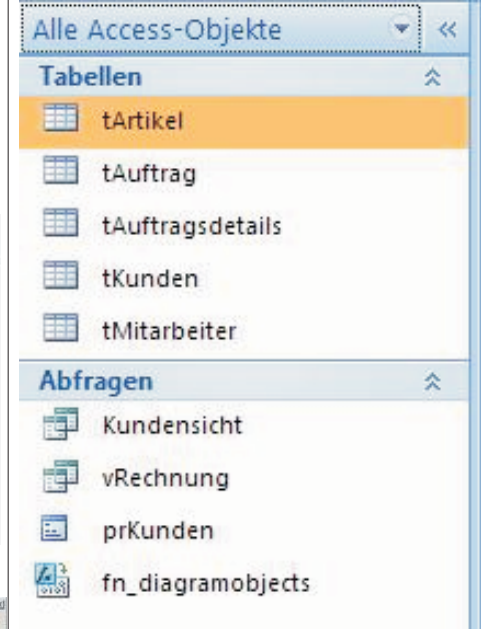 Alle Access-Objekte
Tabellen
tArtikel
tAuftrag
tAuftragsdetails
tKunden
tMitarbeiter
Abfragen
Kundensicht
vRechnung
prKunden
fn_diagramobjects